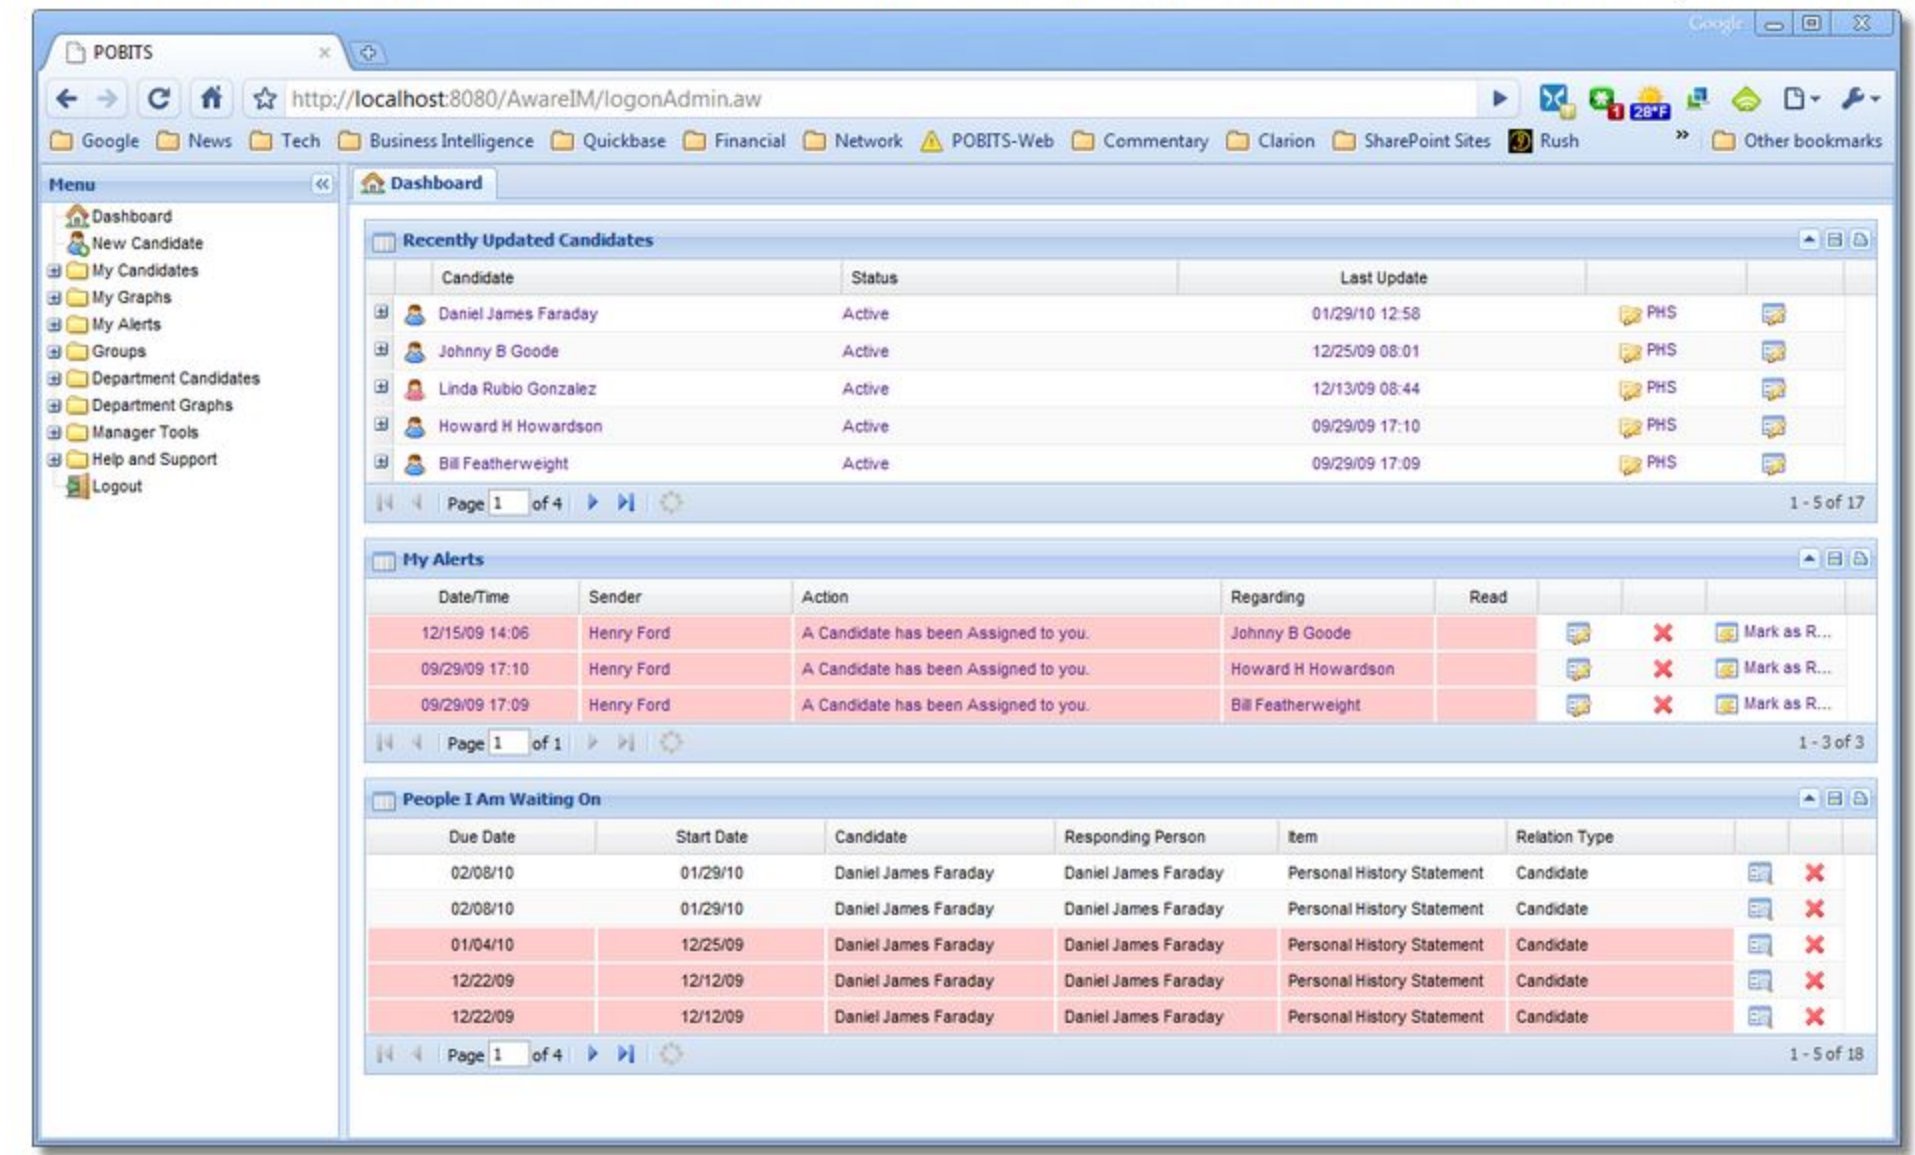 Google
POBITS
http://localhost:8080/AwareIM/logonAdmin.aw
1 28°F
Google News Tech Business Intelligence Quickbase Financial Network POBITS-Web Commentary Clarion SharePoint Sites Rush » Other bookmarks
Menu
Dashboard
New Candidate
My Candidates
My Graphs
My Alerts
Groups
Department Candidates
Department Graphs
Manager Tools
Help and Support
Logout
Dashboard
Recently Updated Candidates
Candidate Status Last Update
Daniel James Faraday Active 01/29/10 12:58 PHS
Johnny B Goode Active 12/25/09 08:01 PHS
Linda Rubio Gonzalez Active 12/13/09 08:44 PHS
Howard H Howardson Active 09/29/09 17:10 PHS
Bill Featherweight Active 09/29/09 17:09 PHS
Page 1 of 4 1 - 5 of 17
My Alerts
Date/Time Sender Action Regarding Read
12/15/09 14:06 Henry Ford A Candidate has been Assigned to you. Johnny B Goode Mark as R...
09/29/09 17:10 Henry Ford A Candidate has been Assigned to you. Howard H Howardson Mark as R...
09/29/09 17:09 Henry Ford A Candidate has been Assigned to you. Bill Featherweight Mark as R...
Page 1 of 1 1 - 3 of 3
People I Am Waiting On
Due Date Start Date Candidate Responding Person Item Relation Type
02/08/10 01/29/10 Daniel James Faraday Daniel James Faraday Personal History Statement Candidate
02/08/10 01/29/10 Daniel James Faraday Daniel James Faraday Personal History Statement Candidate
01/04/10 12/25/09 Daniel James Faraday Daniel James Faraday Personal History Statement Candidate
12/22/09 12/12/09 Daniel James Faraday Daniel James Faraday Personal History Statement Candidate
12/22/09 12/12/09 Daniel James Faraday Daniel James Faraday Personal History Statement Candidate
Page 1 of 4 1 - 5 of 18